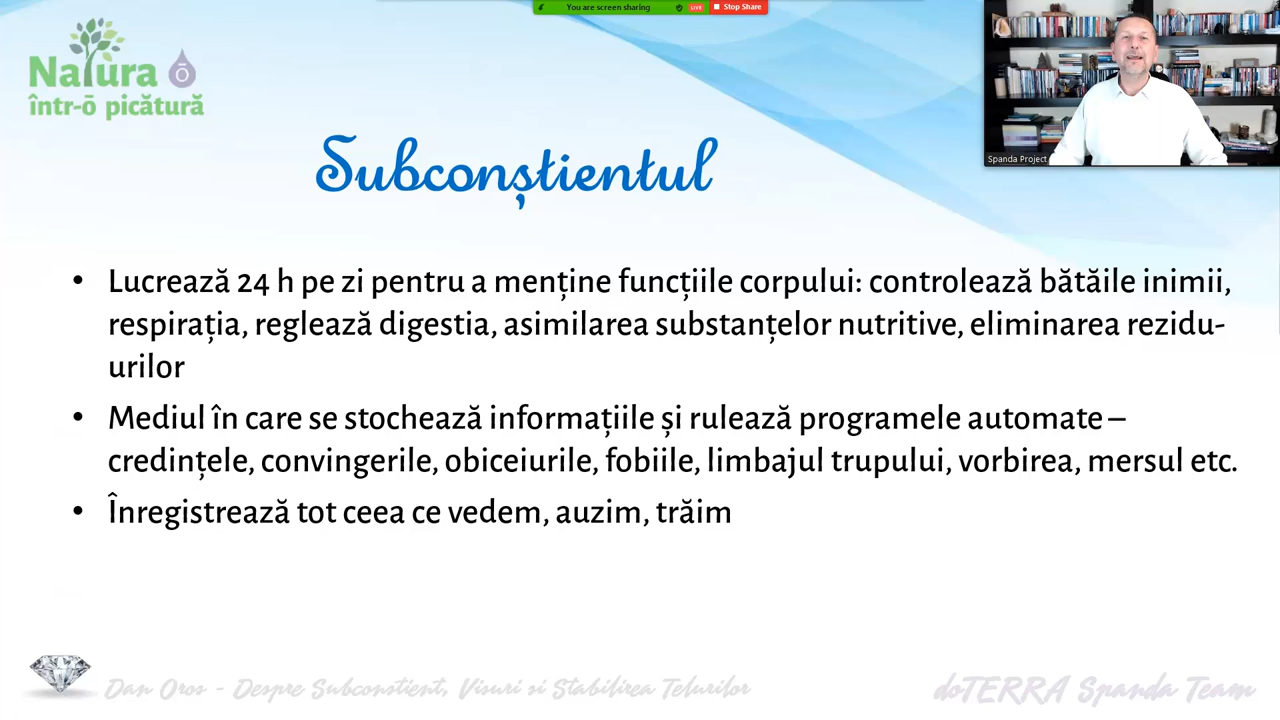 You are screen sharing LIVE Stop Share
Natura
într-ō picătură
Spanda Project
Subconștientul
• Lucrează 24 h pe zi pentru a menține funcțiile corpului: controlează bătăile inimii,
respirația, reglează digestia, asimilarea substanțelor nutritive, eliminarea rezidu-
urilor
• Mediul în care se stochează informațiile și rulează programele automate –
credințele, convingerile, obiceiurile, fobiile, limbajul trupului, vorbirea, mersul etc.
• Înregistrează tot ceea ce vedem, auzim, trăim
Dan Oros - Despre Subconstient, Visuri si Stabilirea Telurilor
doTERRA Spanda Team